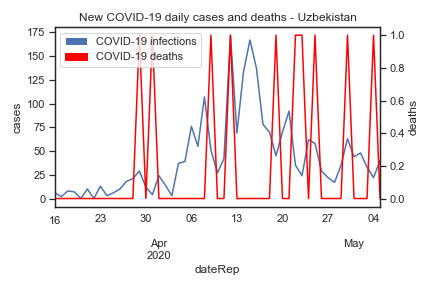 New COVID-19 daily cases and deaths - Uzbekistan
COVID-19 infections
COVID-19 deaths
175
150
125
100
75
50
25
0
cases
1.0
0.8
0.6
0.4
0.2
0.0
deaths
16 23 30 06 13 20 27 04
Apr May
2020
dateRep